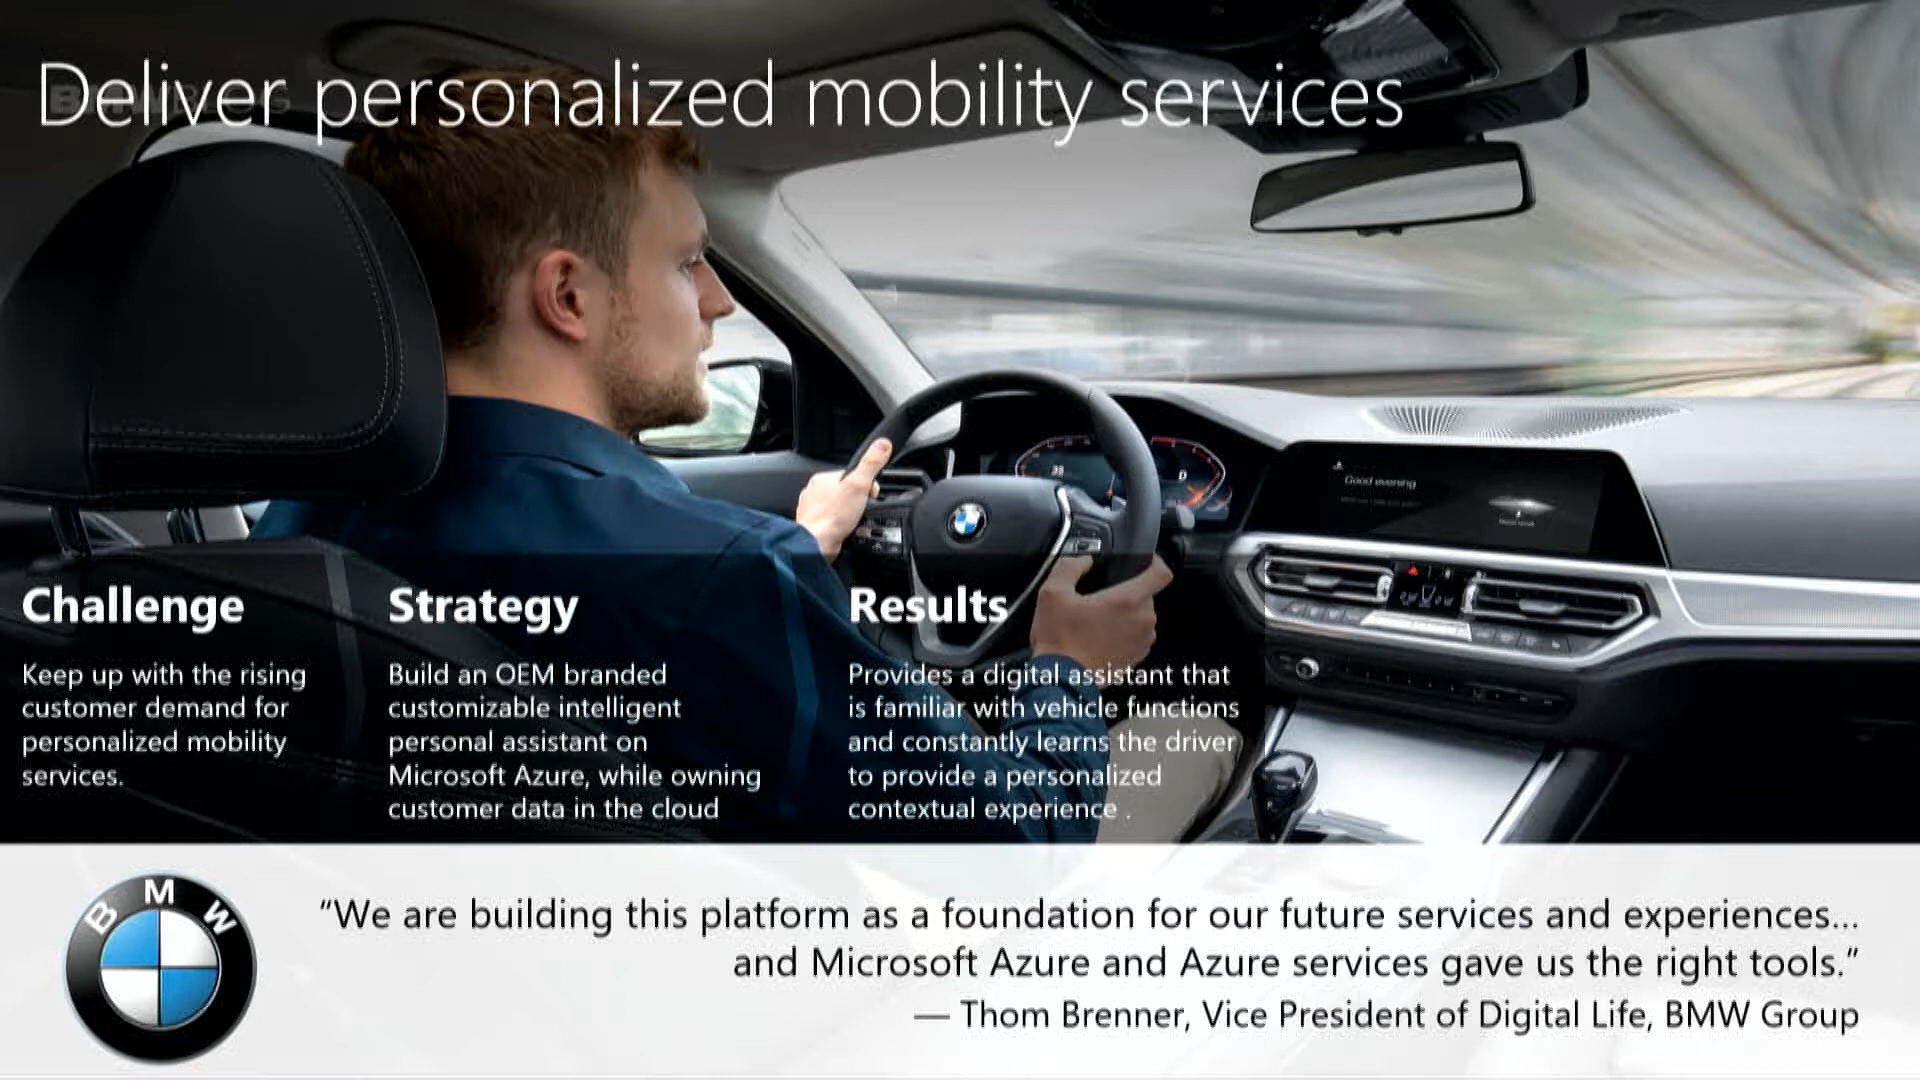 Deliver personalized mobility services
Good evening
Challenge
Keep up with the rising
customer demand for
personalized mobility
services.
Strategy
Build an OEM branded
customizable intelligent
personal assistant on
Microsoft Azure, while owning
customer data in the cloud
Results
Provides a digital assistant that
is familiar with vehicle functions
and constantly learns the driver
to provide a personalized
contextual experience .
BMW
“We are building this platform as a foundation for our future services and experiences...
and Microsoft Azure and Azure services gave us the right tools.”
— Thom Brenner, Vice President of Digital Life, BMW Group